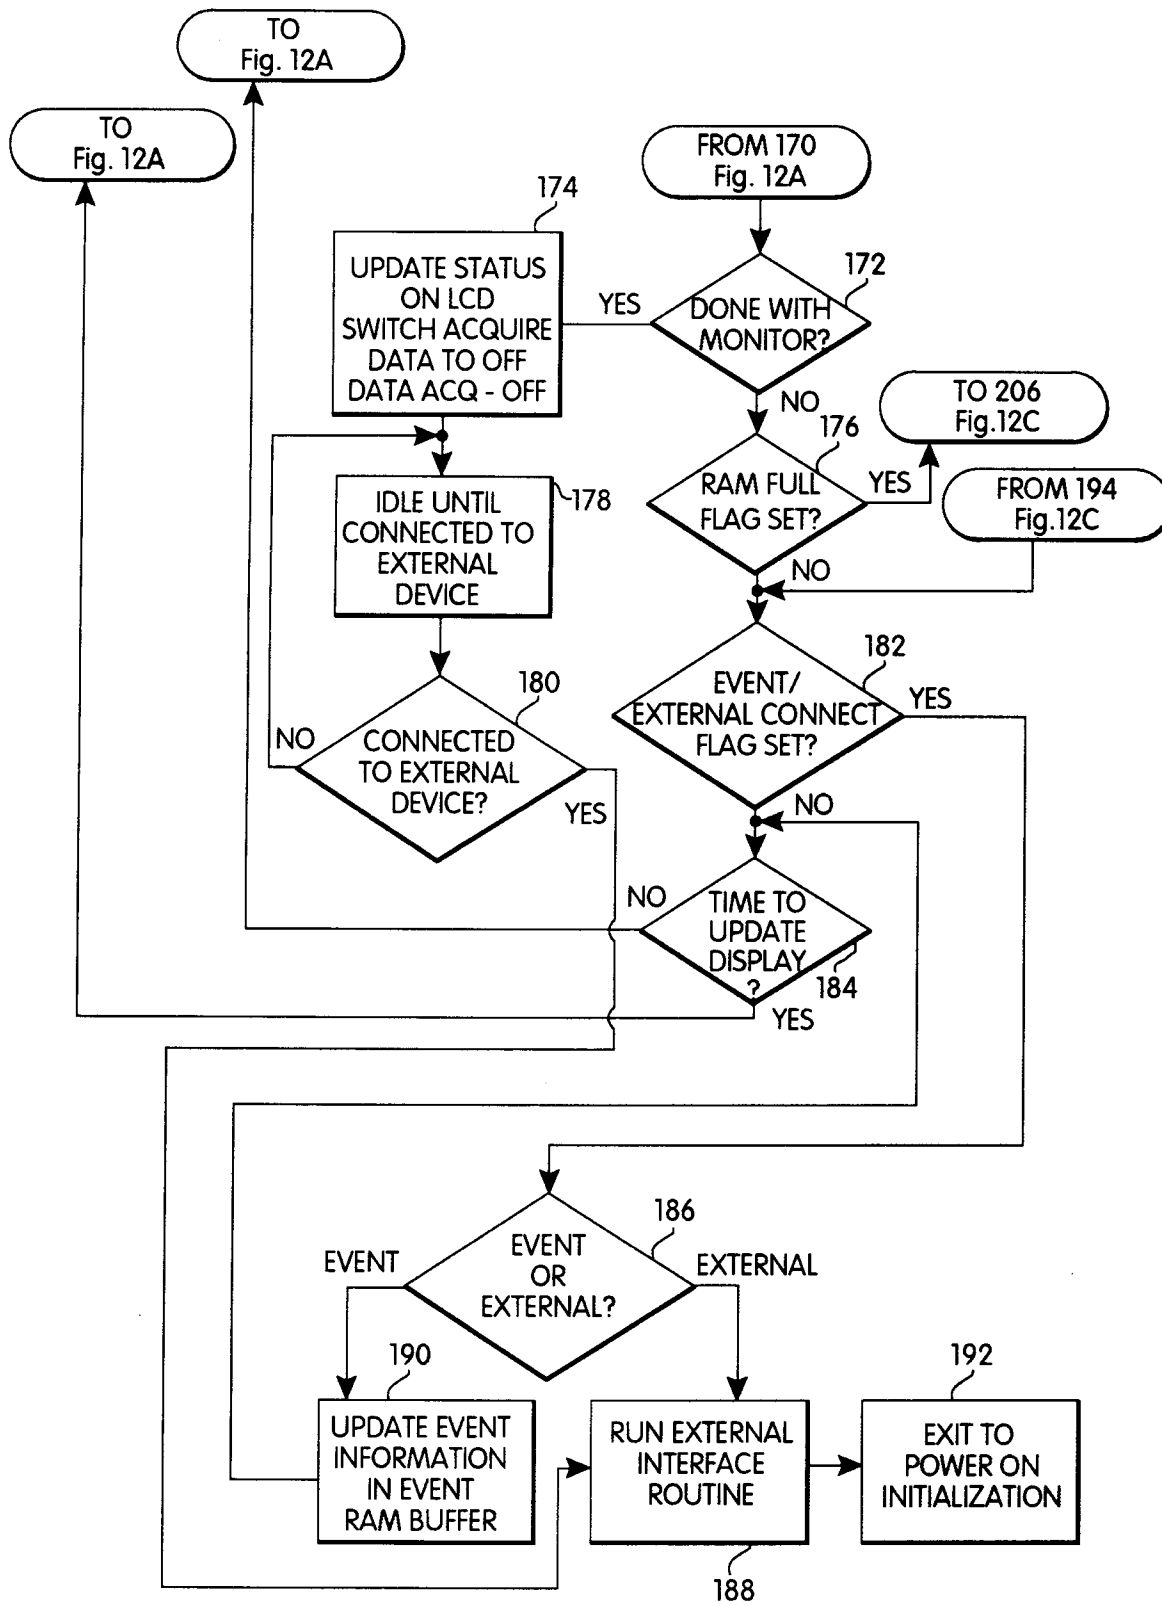 TO
Fig. 12A
TO
Fig. 12A
FROM 170
Fig. 12A
174
UPDATE STATUS
ON LCD
SWITCH ACQUIRE
DATA TO OFF
DATA ACQ - OFF
YES
172
DONE WITH
MONITOR?
NO
TO 206
Fig.12C
176
RAM FULL
FLAG SET?
YES
FROM 194
Fig.12C
NO
178
IDLE UNTIL
CONNECTED TO
EXTERNAL
DEVICE
182
EVENT/
EXTERNAL CONNECT
FLAG SET?
YES
NO
180
CONNECTED
TO EXTERNAL
DEVICE?
NO
YES
NO
TIME TO
UPDATE
DISPLAY
?
184
YES
186
EVENT
OR
EXTERNAL?
EVENT
EXTERNAL
190
UPDATE EVENT
INFORMATION
IN EVENT
RAM BUFFER
RUN EXTERNAL
INTERFACE
ROUTINE
188
192
EXIT TO
POWER ON
INITIALIZATION